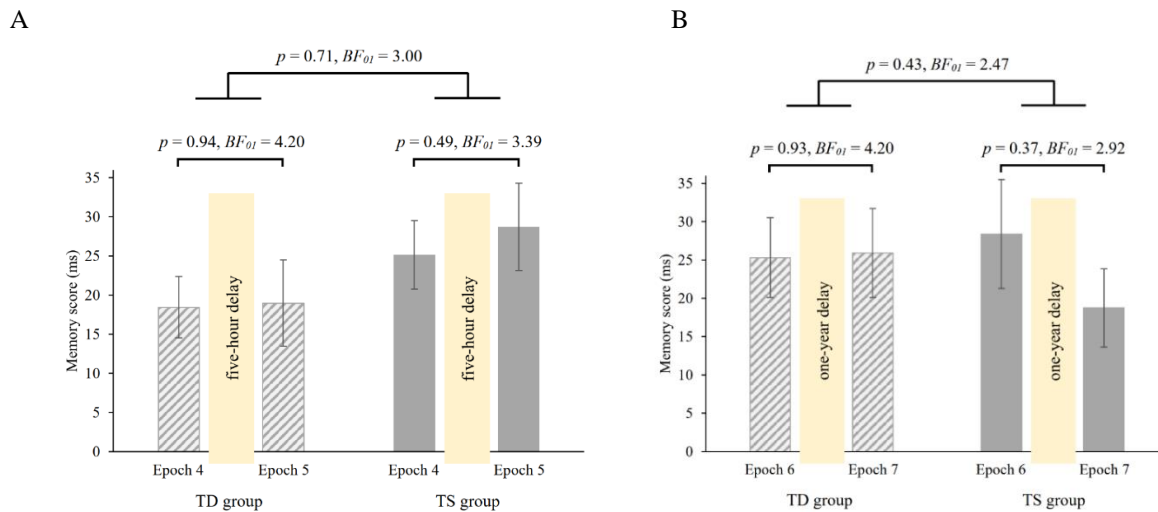 A
B
p = 0.71, BF01 = 3.00
p = 0.94, BF01 = 4.20
p = 0.49, BF01 = 3.39
Memory score (ms)
35
30
25
20
15
10
5
0
five-hour delay
five-hour delay
Epoch 4
Epoch 5
Epoch 4
Epoch 5
TD group
TS group
p = 0.43, BF01 = 2.47
p = 0.93, BF01 = 4.20
p = 0.37, BF01 = 2.92
Memory score (ms)
35
30
25
20
15
10
5
0
one-year delay
one-year delay
Epoch 6
Epoch 7
Epoch 6
Epoch 7
TD group
TS group